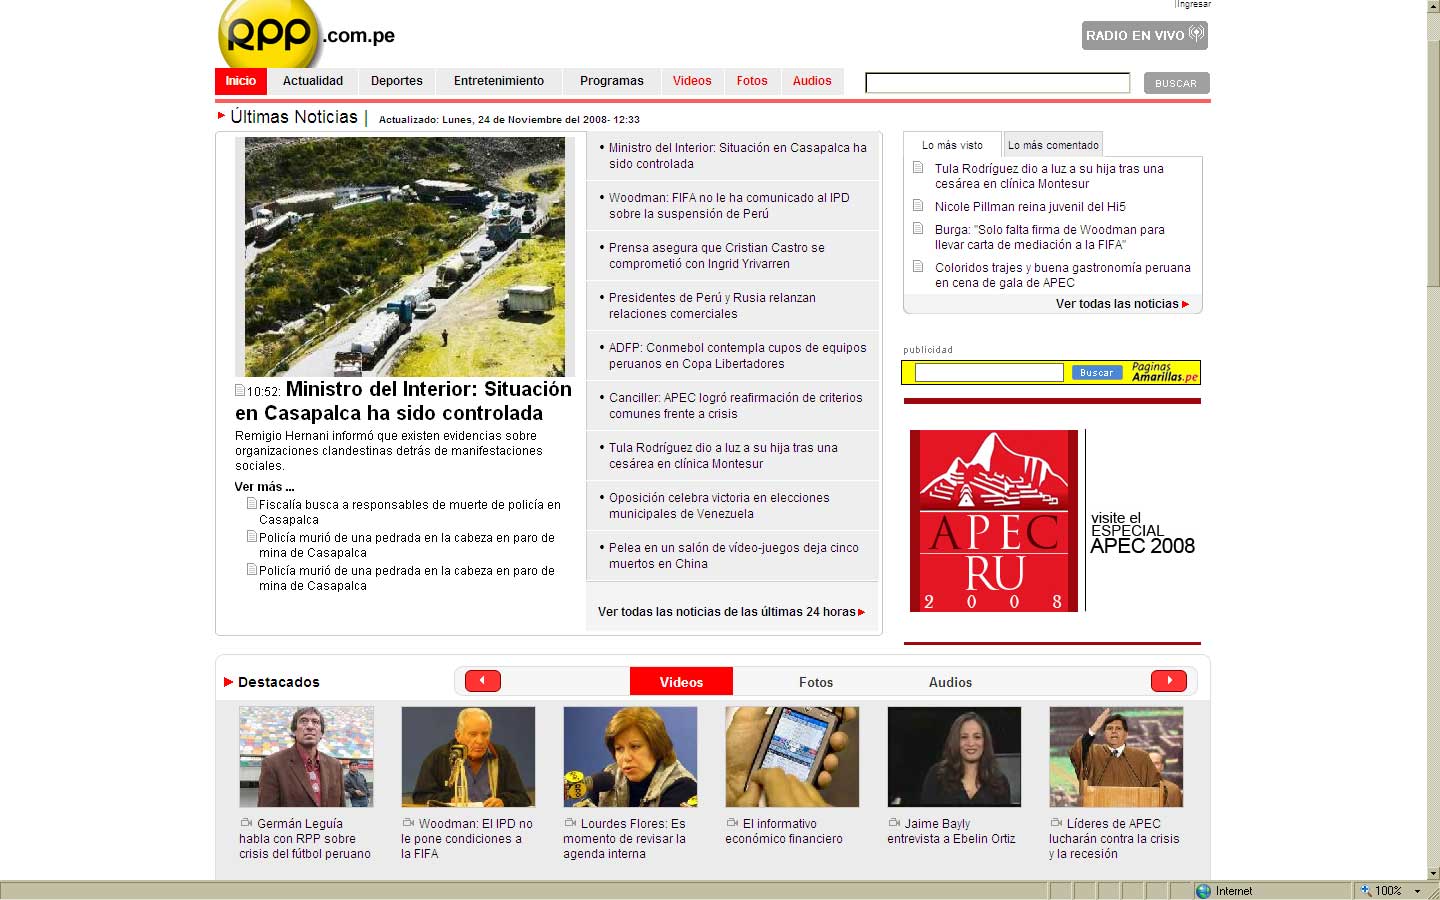 Ingresar
RPP.com.pe
RADIO EN VIVO
Inicio
Actualidad
Deportes
Entretenimiento
Programas
Videos
Fotos
Audios
BUSCAR
Últimas Noticias | Actualizado: Lunes, 24 de Noviembre del 2008- 12:33
10:52: Ministro del Interior: Situación
en Casapalca ha sido controlada
Remigio Hernani informó que existen evidencias sobre
organizaciones clandestinas detrás de manifestaciones
sociales.
Ver más ...
Fiscalía busca a responsables de muerte de policía en
Casapalca
Policía murió de una pedrada en la cabeza en paro de
mina de Casapalca
Policía murió de una pedrada en la cabeza en paro de
mina de Casapalca
• Ministro del Interior: Situación en Casapalca ha
sido controlada
• Woodman: FIFA no le ha comunicado al IPD
sobre la suspensión de Perú
• Prensa asegura que Cristian Castro se
comprometió con Ingrid Yrivarren
• Presidentes de Perú y Rusia relanzan
relaciones comerciales
• ADFP: Conmebol contempla cupos de equipos
peruanos en Copa Libertadores
• Canciller: APEC logró reafirmación de criterios
comunes frente a crisis
• Tula Rodríguez dio a luz a su hija tras una
cesárea en clínica Montesur
• Oposición celebra victoria en elecciones
municipales de Venezuela
• Pelea en un salón de vídeo-juegos deja cinco
muertos en China
Ver todas las noticias de las últimas 24 horas
Lo más visto
Lo más comentado
Tula Rodríguez dio a luz a su hija tras una
cesárea en clínica Montesur
Nicole Pillman reina juvenil del Hi5
Burga: "Solo falta firma de Woodman para
llevar carta de mediación a la FIFA"
Coloridos trajes y buena gastronomía peruana
en cena de gala de APEC
Ver todas las noticias
publicidad
Buscar
Paginas
Amarillas.pe
APEC
RU
2008
visite el
ESPECIAL
APEC 2008
Destacados
Videos
Fotos
Audios
Germán Leguía
habla con RPP sobre
crisis del fútbol peruano
Woodman: El IPD no
le pone condiciones a
la FIFA
Lourdes Flores: Es
momento de revisar la
agenda interna
El informativo
económico financiero
Jaime Bayly
entrevista a Ebelin Ortiz
Líderes de APEC
lucharán contra la crisis
y la recesión
Internet
100%